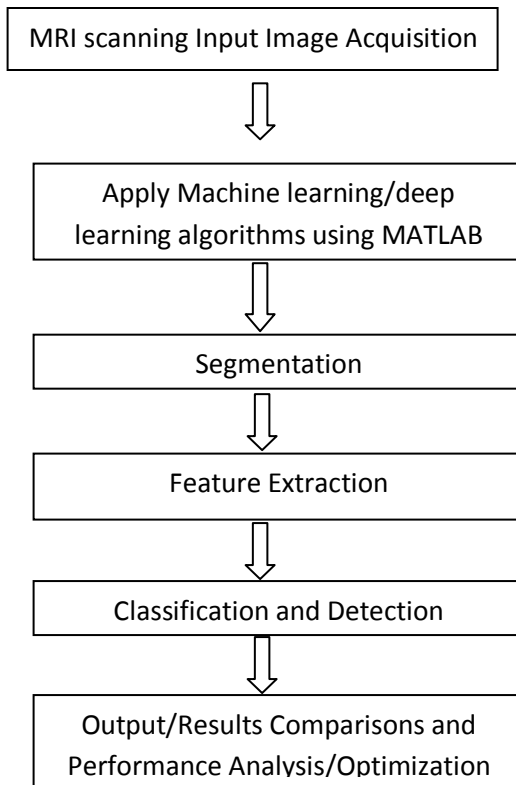 MRI scanning Input Image Acquisition
Apply Machine learning/deep
learning algorithms using MATLAB
Segmentation
Feature Extraction
Classification and Detection
Output/Results Comparisons and
Performance Analysis/Optimization